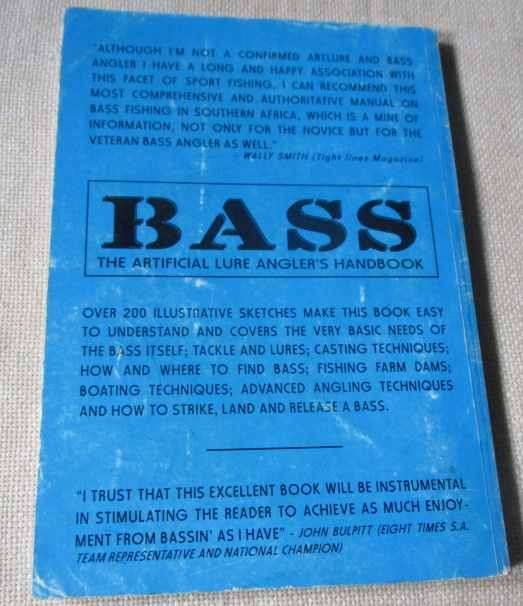 "ALTHOUGH I'M NOT A CONFIRMED ARTLURE AND BASS
ANGLER I HAVE A LONG AND HAPPY ASSOCIATION WITH
THIS FACET OF SPORT FISHING. I CAN RECOMMEND THIS
MOST COMPREHENSIVE AND AUTHORITATIVE MANUAL ON
BASS FISHING IN SOUTHERN AFRICA, WHICH IS A MINE OF
INFORMATION, NOT ONLY FOR THE NOVICE BUT FOR THE
VETERAN BASS ANGLER AS WELL."
- WALLY SMITH (Tight lines Magazine)
BASS
THE ARTIFICIAL LURE ANGLER'S HANDBOOK
OVER 200 ILLUSTRATIVE SKETCHES MAKE THIS BOOK EASY
TO UNDERSTAND AND COVERS THE VERY BASIC NEEDS OF
THE BASS ITSELF; TACKLE AND LURES; CASTING TECHNIQUES;
HOW AND WHERE TO FIND BASS; FISHING FARM DAMS;
BOATING TECHNIQUES; ADVANCED ANGLING TECHNIQUES
AND HOW TO STRIKE, LAND AND RELEASE A BASS.
"I TRUST THAT THIS EXCELLENT BOOK WILL BE INSTRUMENTAL
IN STIMULATING THE READER TO ACHIEVE AS MUCH ENJOY-
MENT FROM BASSIN' AS I HAVE" - JOHN BULPITT (EIGHT TIMES S.A.
TEAM REPRESENTATIVE AND NATIONAL CHAMPION)